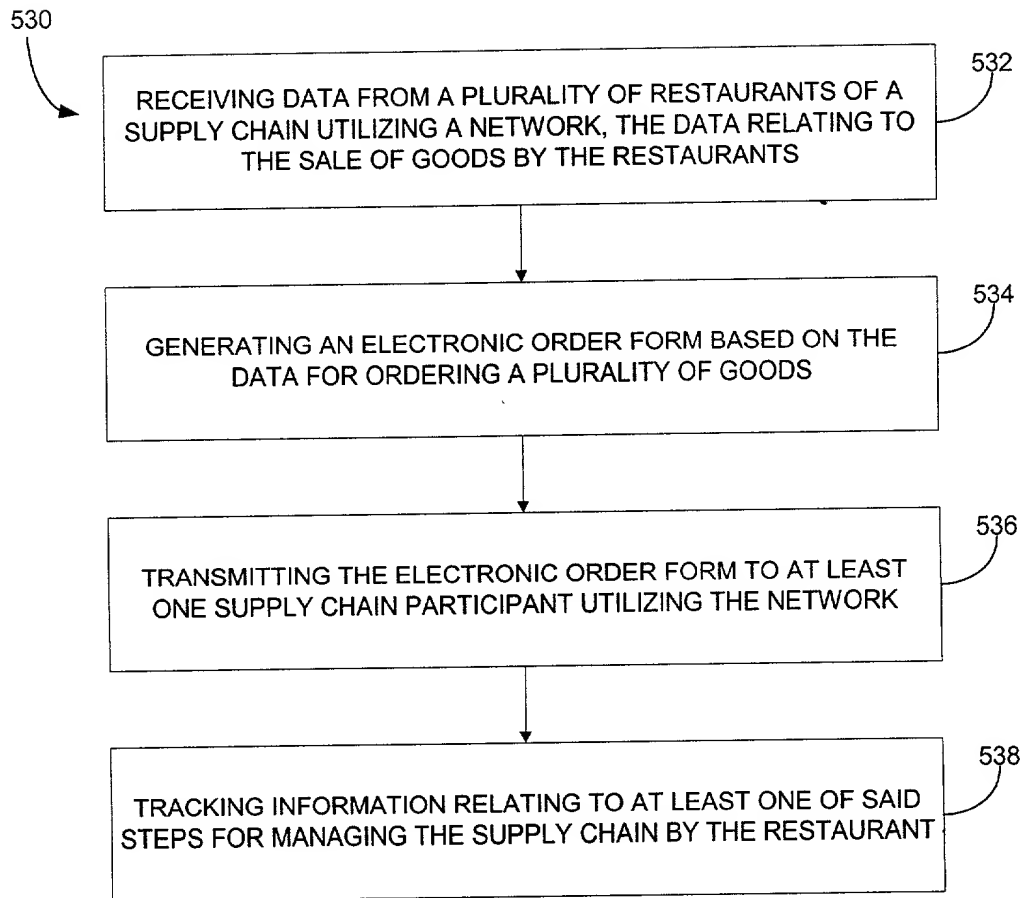 530
532
RECEIVING DATA FROM A PLURALITY OF RESTAURANTS OF A
SUPPLY CHAIN UTILIZING A NETWORK, THE DATA RELATING TO
THE SALE OF GOODS BY THE RESTAURANTS
534
GENERATING AN ELECTRONIC ORDER FORM BASED ON THE
DATA FOR ORDERING A PLURALITY OF GOODS
536
TRANSMITTING THE ELECTRONIC ORDER FORM TO AT LEAST
ONE SUPPLY CHAIN PARTICIPANT UTILIZING THE NETWORK
538
TRACKING INFORMATION RELATING TO AT LEAST ONE OF SAID
STEPS FOR MANAGING THE SUPPLY CHAIN BY THE RESTAURANT